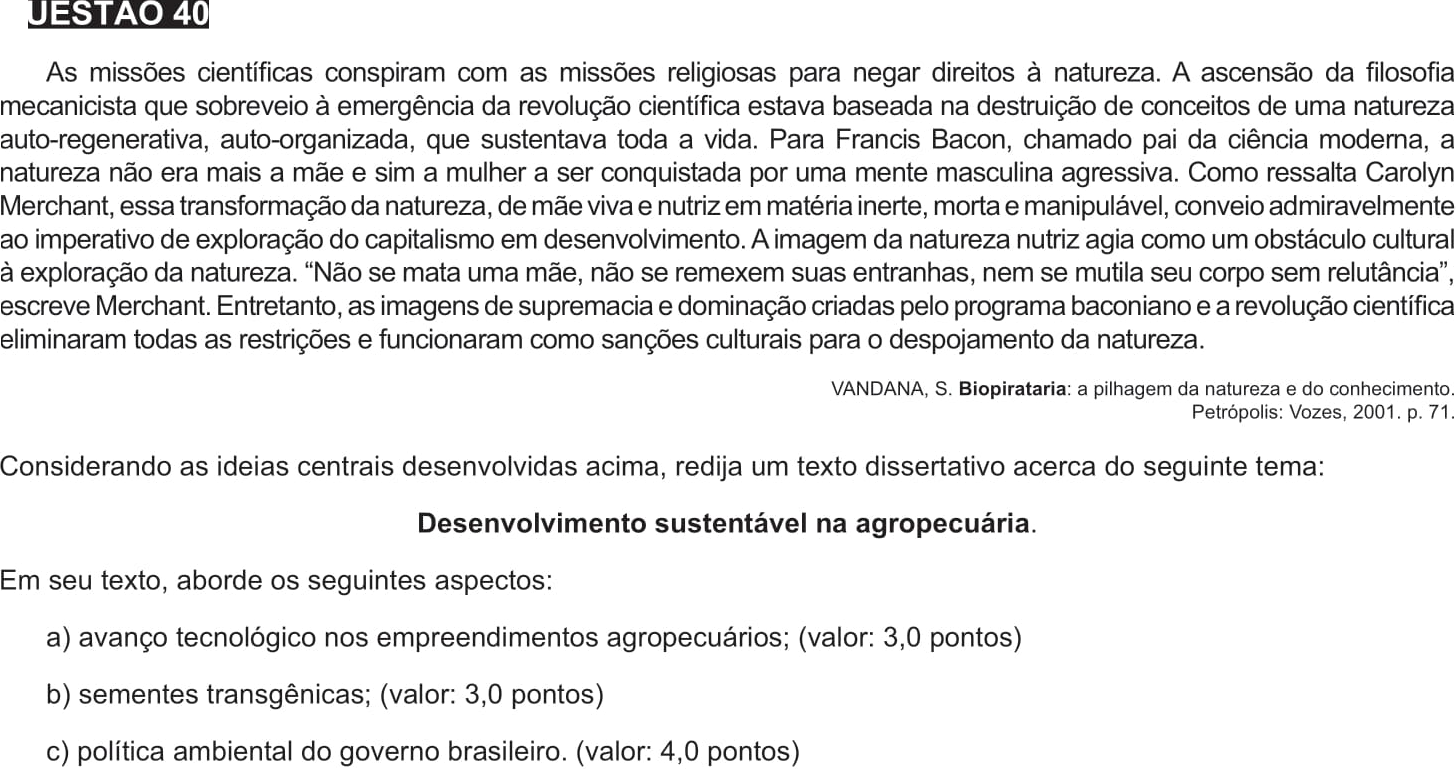 UESTÃO 40
As missões científicas conspiram com as missões religiosas para negar direitos à natureza. A ascensão da filosofia
mecanicista que sobreveio à emergência da revolução científica estava baseada na destruição de conceitos de uma natureza
auto-regenerativa, auto-organizada, que sustentava toda a vida. Para Francis Bacon, chamado pai da ciência moderna, a
natureza não era mais a mãe e sim a mulher a ser conquistada por uma mente masculina agressiva. Como ressalta Carolyn
Merchant, essa transformação da natureza, de mãe viva e nutriz em matéria inerte, morta e manipulável, conveio admiravelmente
ao imperativo de exploração do capitalismo em desenvolvimento. A imagem da natureza nutriz agia como um obstáculo cultural
à exploração da natureza. “Não se mata uma mãe, não se remexem suas entranhas, nem se mutila seu corpo sem relutância”,
escreve Merchant. Entretanto, as imagens de supremacia e dominação criadas pelo programa baconiano e a revolução científica
eliminaram todas as restrições e funcionaram como sanções culturais para o despojamento da natureza.
VANDANA, S. Biopirataria: a pilhagem da natureza e do conhecimento.
Petrópolis: Vozes, 2001. p. 71.
Considerando as ideias centrais desenvolvidas acima, redija um texto dissertativo acerca do seguinte tema:
Desenvolvimento sustentável na agropecuária.
Em seu texto, aborde os seguintes aspectos:
a) avanço tecnológico nos empreendimentos agropecuários; (valor: 3,0 pontos)
b) sementes transgênicas; (valor: 3,0 pontos)
c) política ambiental do governo brasileiro. (valor: 4,0 pontos)